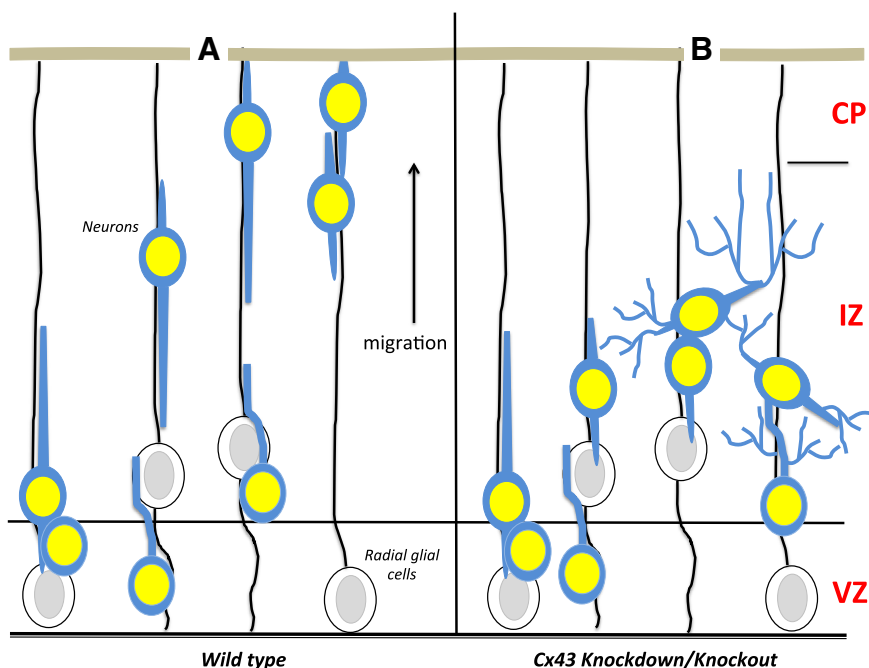 A
B
CP
Neurons
migration
IZ
Radial glial
cells
VZ
Wild type
Cx43 Knockdown/Knockout